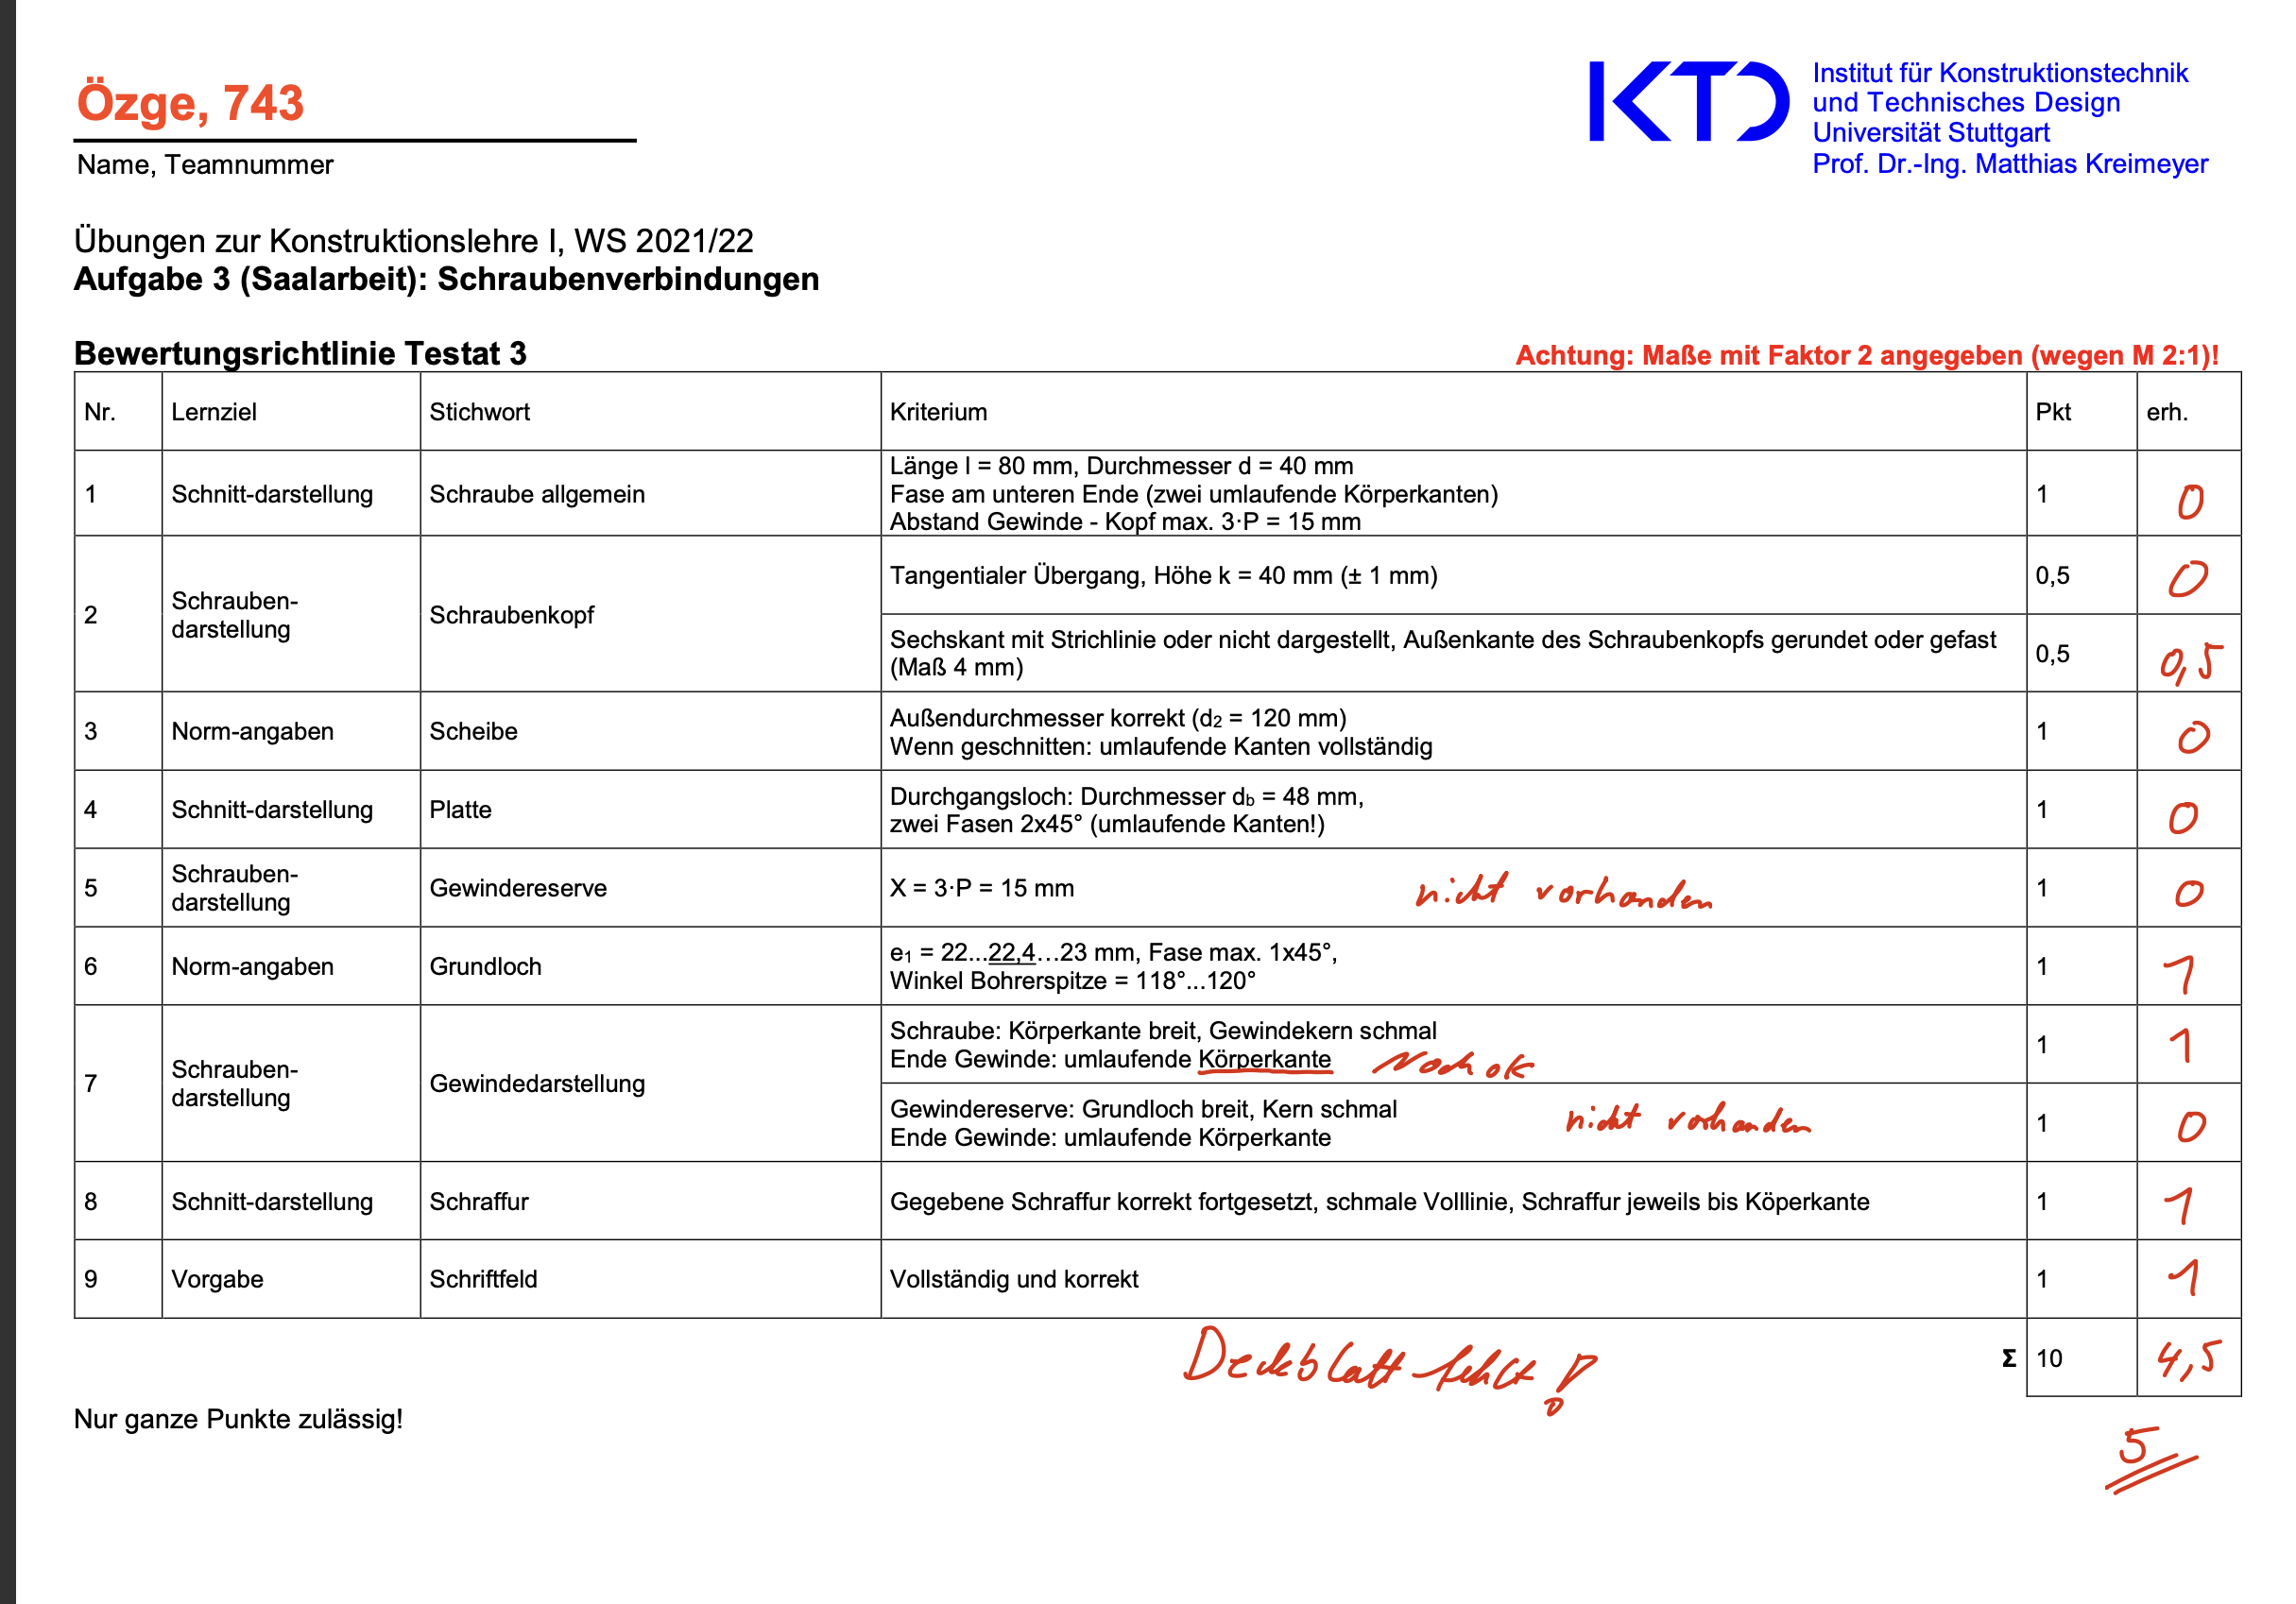 Özge, 743
Name, Teamnummer
KTD
Institut für Konstruktionstechnik
und Technisches Design
Universität Stuttgart
Prof. Dr.-Ing. Matthias Kreimeyer
Übungen zur Konstruktionslehre I, WS 2021/22
Aufgabe 3 (Saalarbeit): Schraubenverbindungen
Bewertungsrichtlinie Testat 3
Achtung: Maße mit Faktor 2 angegeben (wegen M 2:1)!
Nr. Lernziel Stichwort Kriterium Pkt erh.
1 Schnitt-darstellung Schraube allgemein
Länge l = 80 mm, Durchmesser d = 40 mm
Fase am unteren Ende (zwei umlaufende Körperkanten)
Abstand Gewinde - Kopf max. 3·P = 15 mm
1 0
2 Schrauben-
darstellung
Schraubenkopf
Tangentialer Übergang, Höhe k = 40 mm (± 1 mm) 0,5 0
Sechskant mit Strichlinie oder nicht dargestellt, Außenkante des Schraubenkopfs gerundet oder gefast
(Maß 4 mm)
0,5 0,5
3 Norm-angaben Scheibe
Außendurchmesser korrekt (d2 = 120 mm)
Wenn geschnitten: umlaufende Kanten vollständig
1 0
4 Schnitt-darstellung Platte
Durchgangsloch: Durchmesser db = 48 mm,
zwei Fasen 2x45° (umlaufende Kanten!)
1 0
5 Schrauben-
darstellung
Gewindereserve X = 3·P = 15 mm nicht vorhanden 1 0
6 Norm-angaben Grundloch
e1 = 22...22,4…23 mm, Fase max. 1x45°,
Winkel Bohrerspitze = 118°...120°
1 1
7 Schrauben-
darstellung
Gewindedarstellung
Schraube: Körperkante breit, Gewindekern schmal
Ende Gewinde: umlaufende Körperkante Noch ok
1 1
Gewindereserve: Grundloch breit, Kern schmal
Ende Gewinde: umlaufende Körperkante
nicht vorhanden 1 0
8 Schnitt-darstellung Schraffur Gegebene Schraffur korrekt fortgesetzt, schmale Volllinie, Schraffur jeweils bis Köperkante 1 1
9 Vorgabe Schriftfeld Vollständig und korrekt 1 1
Deckblatt fehlt! Σ 10 4,5
Nur ganze Punkte zulässig!
5